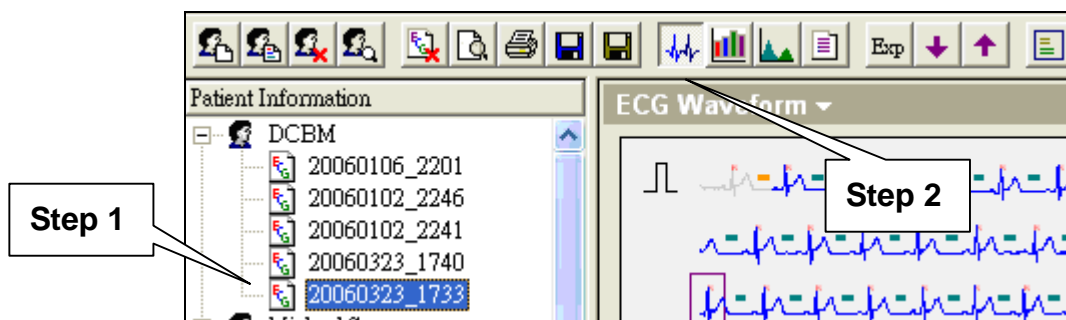 Exp
Patient Information
ECG Waveform
DCBM
20060106_2201
20060102_2246
20060102_2241
20060323_1740
20060323_1733
Step 1
Step 2